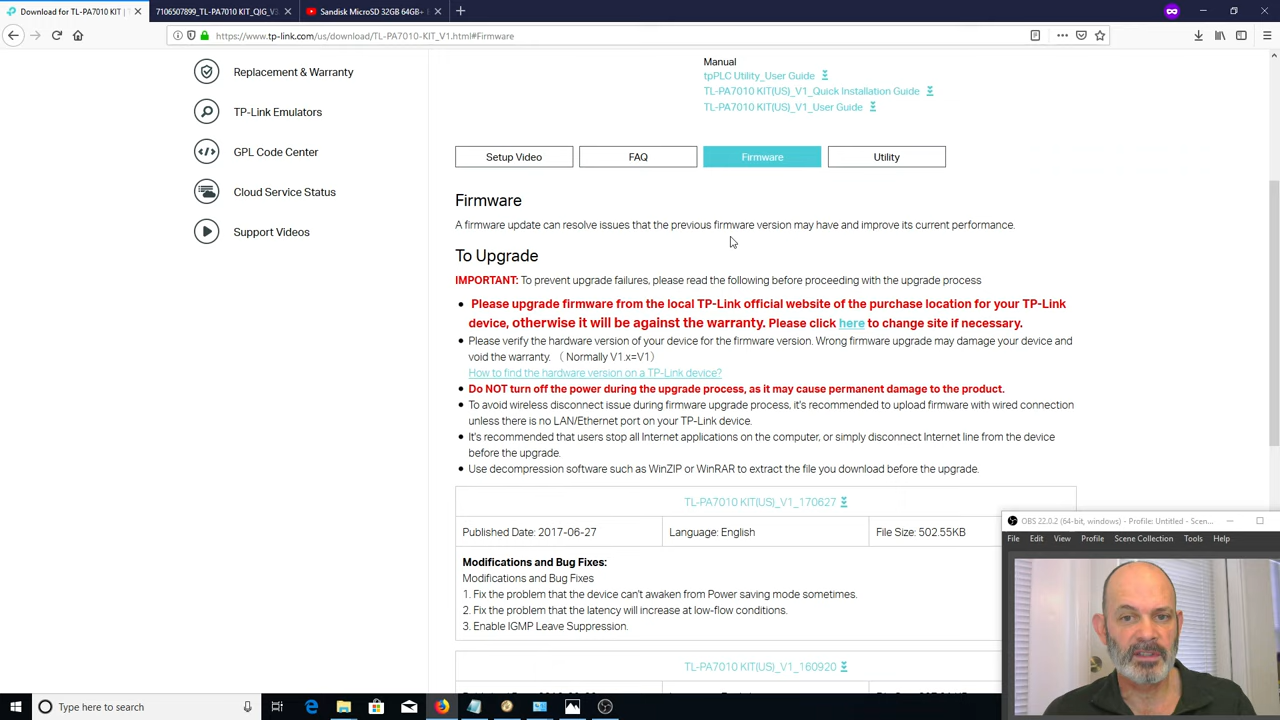 Download for TL-PA7010 KIT | T
7106507899_TL-PA7010 KIT_QIG_V3
Sandisk MicroSD 32GB 64GB+
https://www.tp-link.com/us/download/TL-PA7010-KIT_V1.html#Firmware
Replacement & Warranty
TP-Link Emulators
GPL Code Center
Cloud Service Status
Support Videos
Manual
tpPLC Utility_User Guide
TL-PA7010 KIT(US)_V1_Quick Installation Guide
TL-PA7010 KIT(US)_V1_User Guide
Setup Video
FAQ
Firmware
Utility
Firmware
A firmware update can resolve issues that the previous firmware version may have and improve its current performance.
To Upgrade
IMPORTANT: To prevent upgrade failures, please read the following before proceeding with the upgrade process
Please upgrade firmware from the local TP-Link official website of the purchase location for your TP-Link
device, otherwise it will be against the warranty. Please click here to change site if necessary.
Please verify the hardware version of your device for the firmware version. Wrong firmware upgrade may damage your device and
void the warranty. ( Normally V1.x=V1)
How to find the hardware version on a TP-Link device?
Do NOT turn off the power during the upgrade process, as it may cause permanent damage to the product.
To avoid wireless disconnect issue during firmware upgrade process, it's recommended to upload firmware with wired connection
unless there is no LAN/Ethernet port on your TP-Link device.
It's recommended that users stop all Internet applications on the computer, or simply disconnect Internet line from the device
before the upgrade.
Use decompression software such as WinZIP or WinRAR to extract the file you download before the upgrade.
TL-PA7010 KIT(US)_V1_170627
Published Date: 2017-06-27
Language: English
File Size: 502.55KB
Modifications and Bug Fixes:
Modifications and Bug Fixes
1. Fix the problem that the device can't awaken from Power saving mode sometimes.
2. Fix the problem that the latency will increase at low-flow conditions.
3. Enable IGMP Leave Suppression.
TL-PA7010 KIT(US)_V1_160920
OBS 22.0.2 (64-bit, windows) - Profile: Untitled - Scen...
File Edit View Profile Scene Collection Tools Help
Type here to search